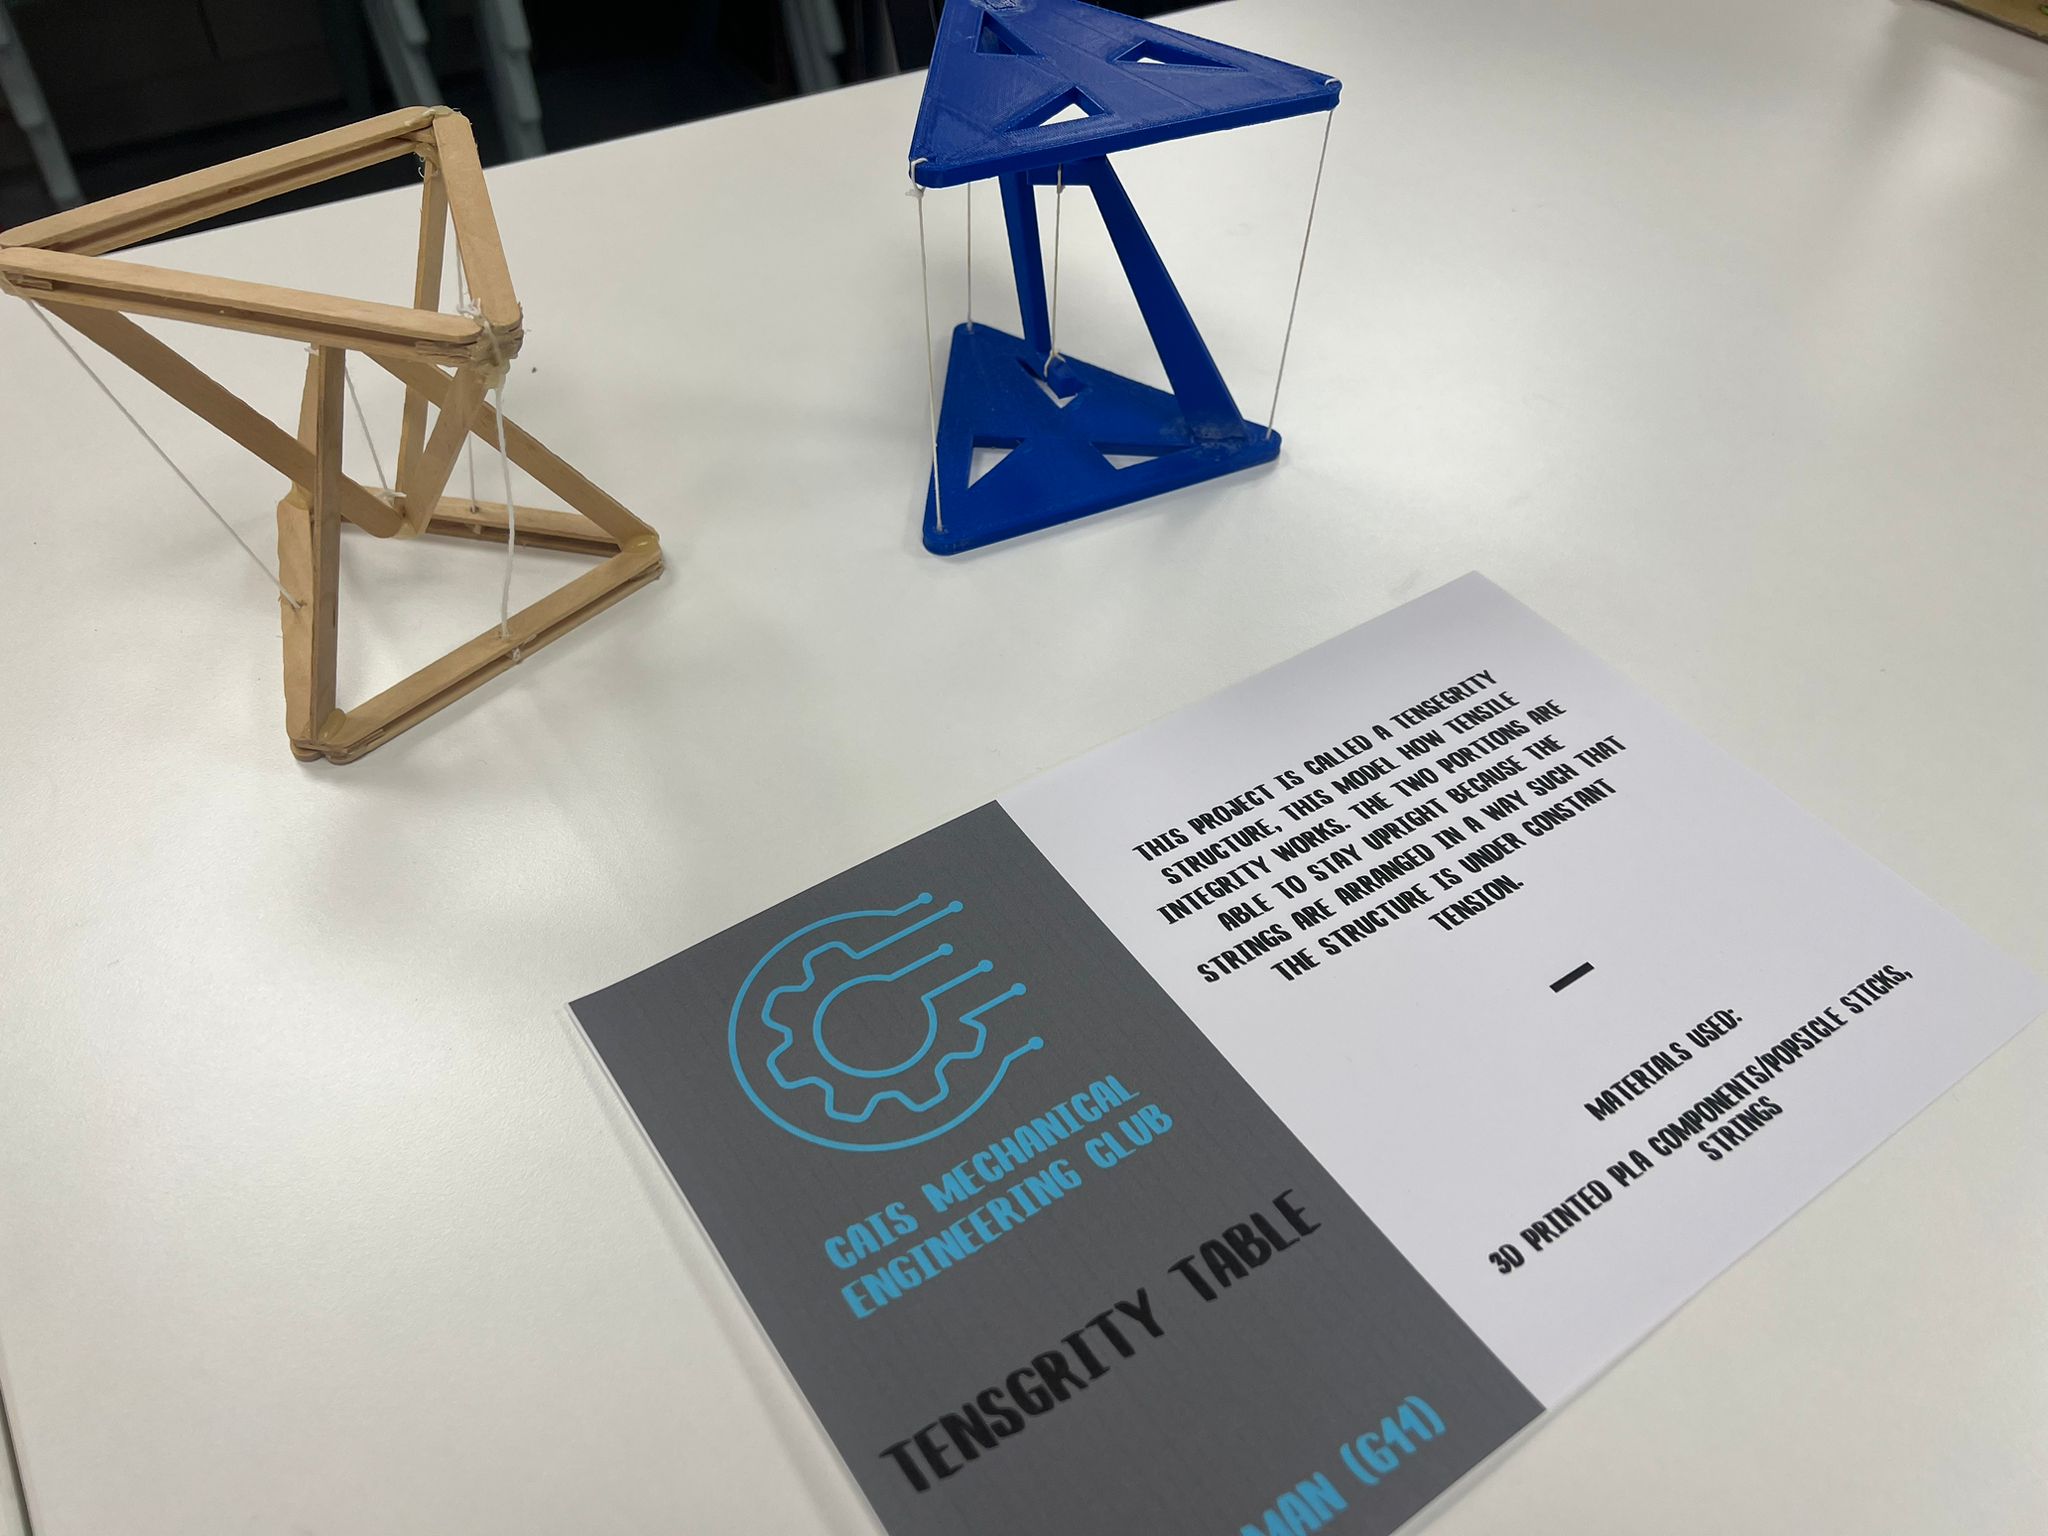 THIS PROJECT IS CALLED A TENSEGRITY
STRUCTURE, THIS MODEL HOW TENSILE
INTEGRITY WORKS. THE TWO PORTIONS ARE
ABLE TO STAY UPRIGHT BECAUSE THE
STRINGS ARE ARRANGED IN A WAY SUCH THAT
THE STRUCTURE IS UNDER CONSTANT
TENSION.
—
MATERIALS USED:
3D PRINTED PLA COMPONENTS/POPSICLE STICKS,
STRINGS
CAIS MECHANICAL
ENGINEERING CLUB
TENSGRITY TABLE
MAN (G11)